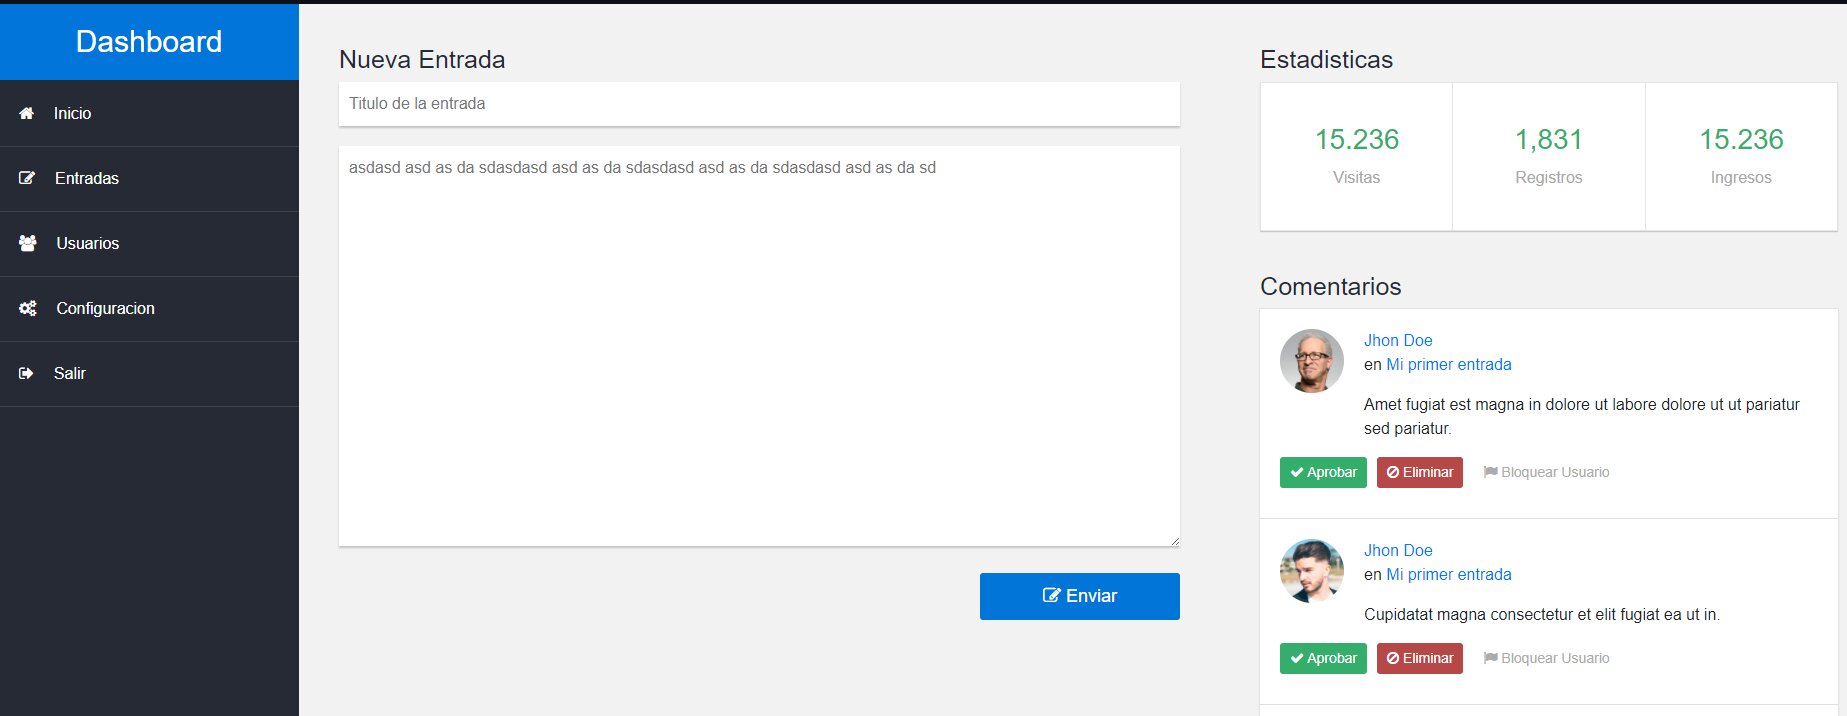 Dashboard
Inicio
Entradas
Usuarios
Configuracion
Salir
Nueva Entrada
Titulo de la entrada
asdasd asd as da sdasdasd asd as da sdasdasd asd as da sdasdasd asd as da sd
Enviar
Estadisticas
15.236
Visitas
1,831
Registros
15.236
Ingresos
Comentarios
Jhon Doe
en Mi primer entrada
Amet fugiat est magna in dolore ut labore dolore ut ut pariatur
sed pariatur.
Aprobar Eliminar Bloquear Usuario
Jhon Doe
en Mi primer entrada
Cupidatat magna consectetur et elit fugiat ea ut in.
Aprobar Eliminar Bloquear Usuario